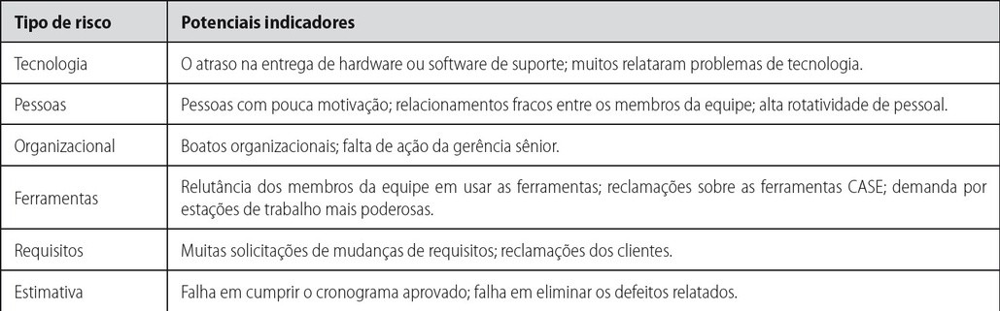 Tipo de risco Potenciais indicadores
Tecnologia O atraso na entrega de hardware ou software de suporte; muitos relataram problemas de tecnologia.
Pessoas Pessoas com pouca motivação; relacionamentos fracos entre os membros da equipe; alta rotatividade de pessoal.
Organizacional Boatos organizacionais; falta de ação da gerência sênior.
Ferramentas Relutância dos membros da equipe em usar as ferramentas; reclamações sobre as ferramentas CASE; demanda por
estações de trabalho mais poderosas.
Requisitos Muitas solicitações de mudanças de requisitos; reclamações dos clientes.
Estimativa Falha em cumprir o cronograma aprovado; falha em eliminar os defeitos relatados.